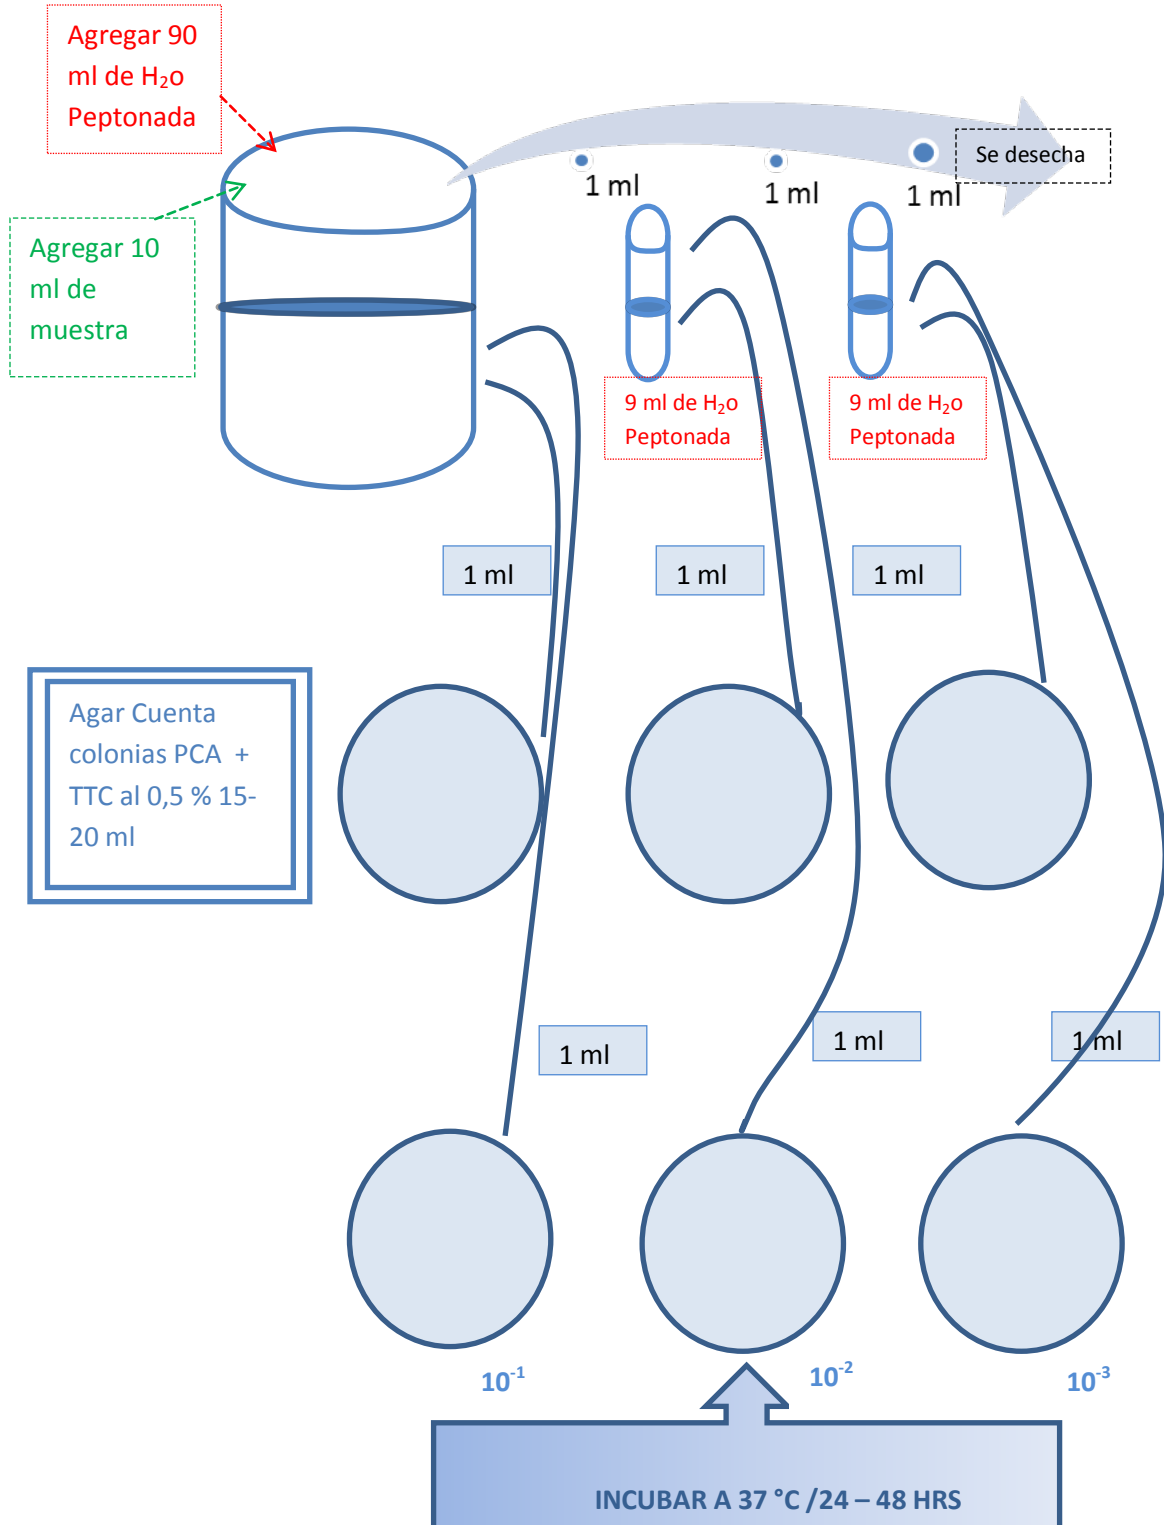 Agregar 90
ml de H₂o
Peptonada
Se desecha
1 ml
1 ml
1 ml
Agregar 10
ml de
muestra
9 ml de H₂o
Peptonada
9 ml de H₂o
Peptonada
1 ml
1 ml
1 ml
Agar Cuenta
colonias PCA +
TTC al 0,5 % 15-
20 ml
1 ml
1 ml
1 ml
10⁻¹
10⁻²
10⁻³
INCUBAR A 37 °C /24 – 48 HRS